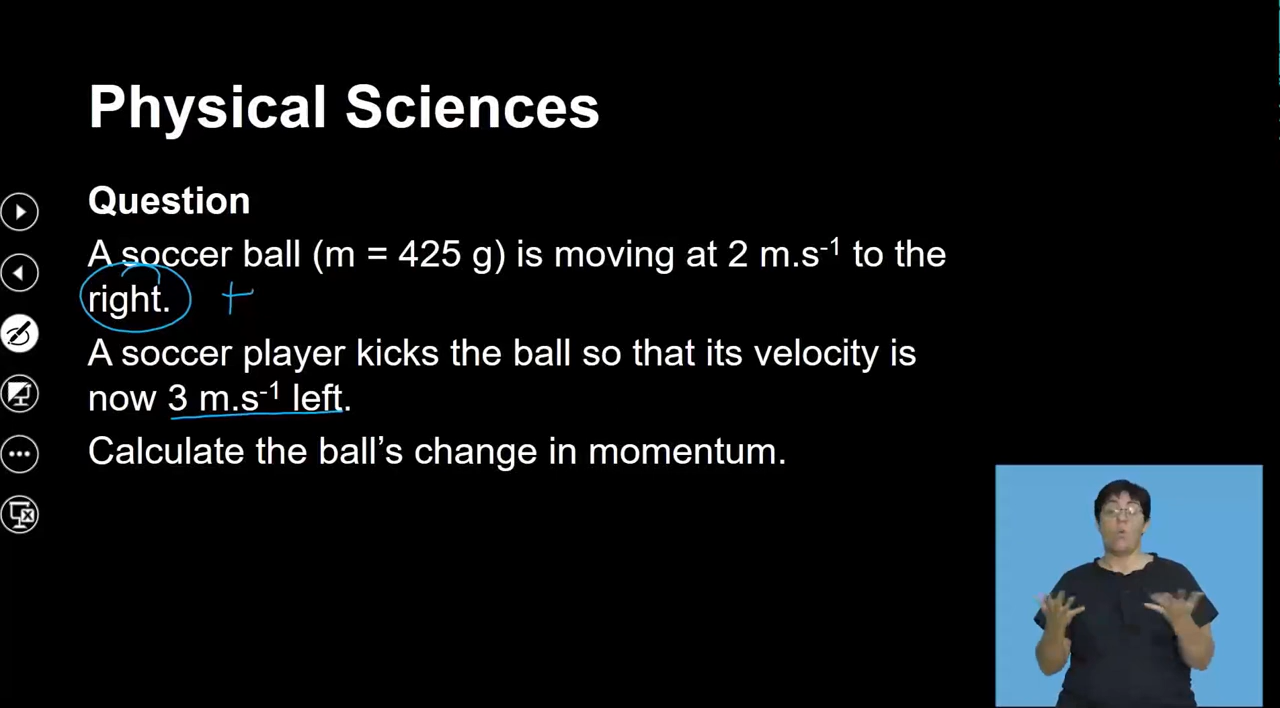 Physical Sciences
Question
A soccer ball (m = 425 g) is moving at 2 m.s⁻¹ to the
right. +
A soccer player kicks the ball so that its velocity is
now 3 m.s⁻¹ left.
Calculate the ball’s change in momentum.